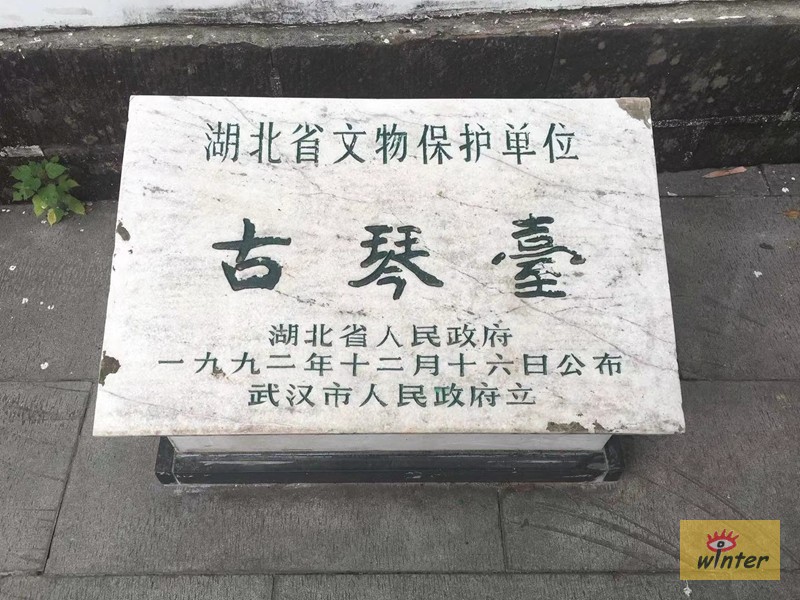 湖北省文物保护单位
古琴臺
湖北省人民政府
一九九二年十二月十六日公布
武汉市人民政府立
winter